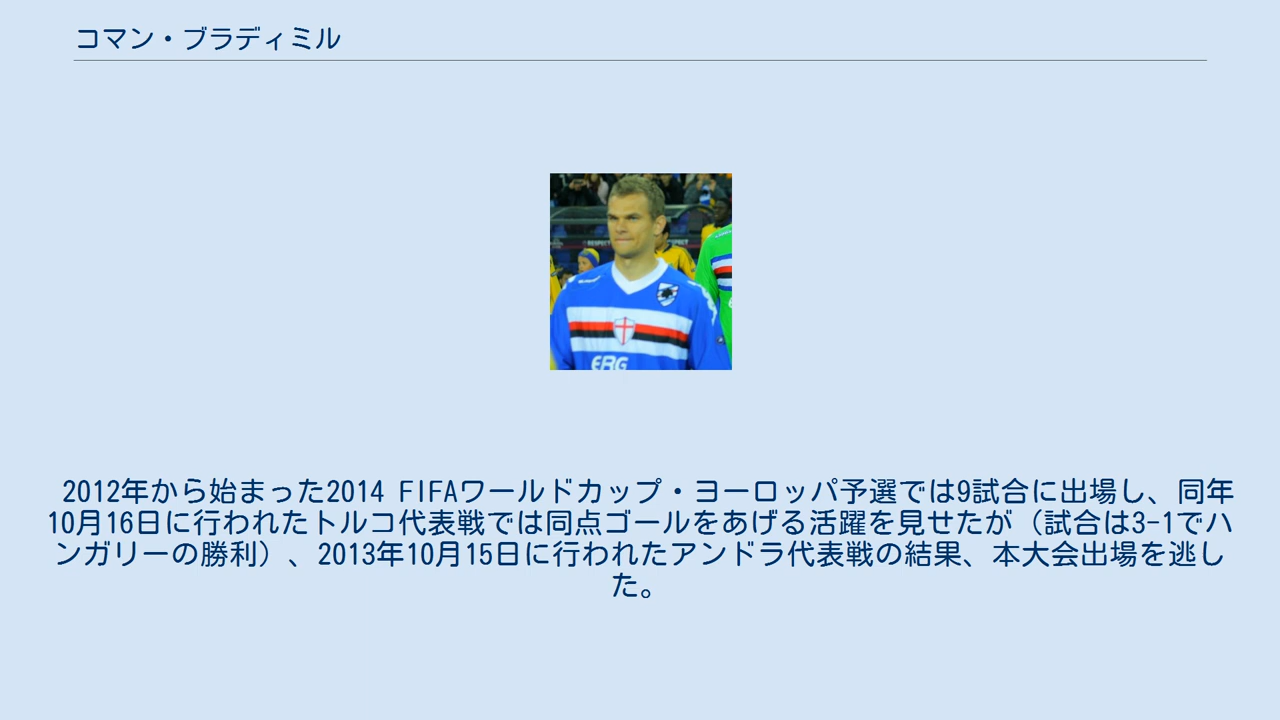 コマン・ブラディミル
RESPECT
RESPECT
ERG
2012年から始まった2014 FIFAワールドカップ・ヨーロッパ予選では9試合に出場し、同年
10月16日に行われたトルコ代表戦では同点ゴールをあげる活躍を見せたが（試合は3-1でハ
ンガリーの勝利）、2013年10月15日に行われたアンドラ代表戦の結果、本大会出場を逃し
た。